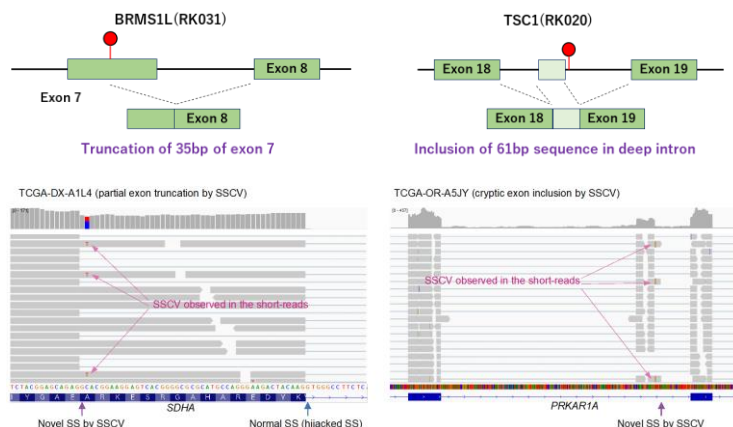 BRMS1L(RK031)
TSC1(RK020)
Exon 8
Exon 7
Exon 8
Exon 18
Exon 19
Exon 18
Exon 19
Truncation of 35bp of exon 7
Inclusion of 61bp sequence in deep intron
TCGA-DX-A1L4 (partial exon truncation by SSCV)
TCGA-OR-A5JY (cryptic exon inclusion by SSCV)
SSCV observed in the short-reads
SSCV observed in the short-reads
TCTACGGAGCAGAGGCACGGAAGGAGTCACGGGGCGCGCATGCCAGGGAAGACTACAAGGTGGGCCTTCTC
Y G A E A R K E S R G A H A R E D Y K
SDHA
PRKAR1A
Novel SS by SSCV
Normal SS (hijacked SS)
Novel SS by SSCV